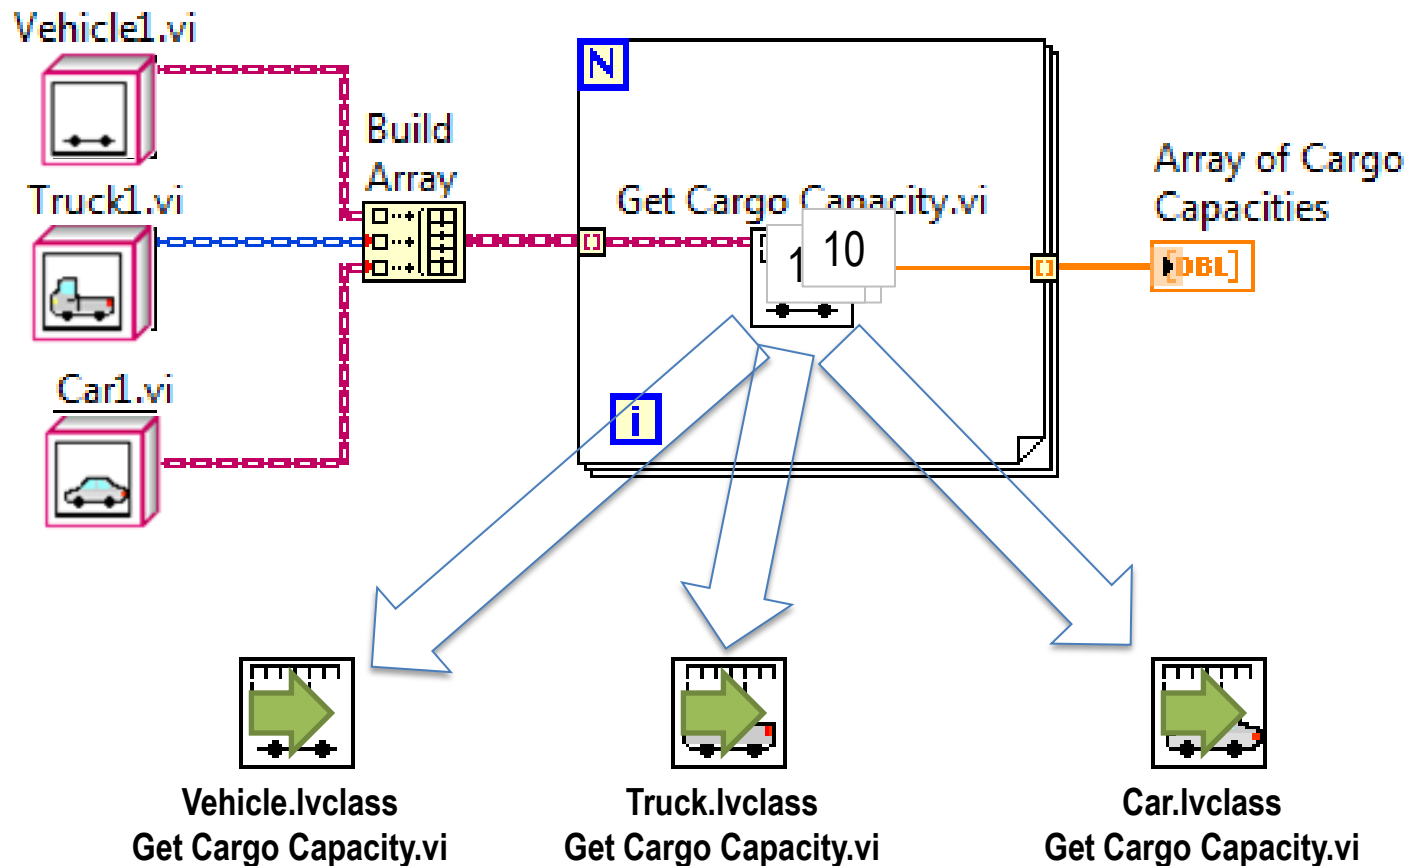 Vehicle1.vi
N
Build
Array
Array of Cargo
Capacities
Truck1.vi
Get Cargo Capacity.vi
10
DBL
Car1.vi
i
Vehicle.lvclass
Get Cargo Capacity.vi
Truck.lvclass
Get Cargo Capacity.vi
Car.lvclass
Get Cargo Capacity.vi